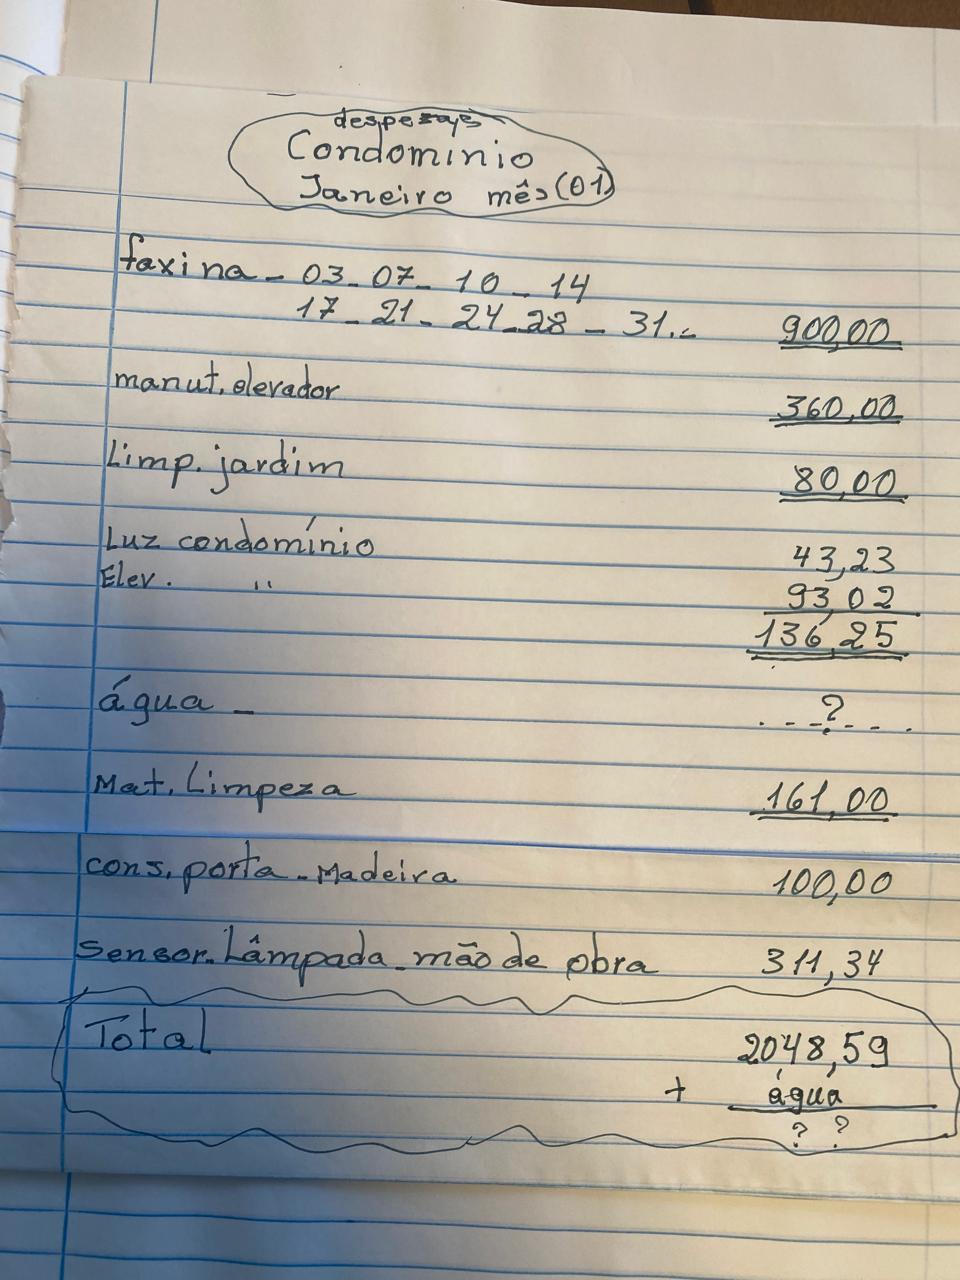 despesas
Condominio
Janeiro mês (01)
faxina - 03 - 07 - 10 - 14
17 - 21 - 24 - 28 - 31.- 900,00
manut. elevador 360,00
Limp. jardim 80,00
Luz condomínio 43,23
Elev. " 93,02
136,25
água - . - - ? - - .
Mat. Limpeza 161,00
cons. porta - Madeira 100,00
Sensor. Lâmpada - mão de obra 311,34
Total 2048,59
+ água
? ?